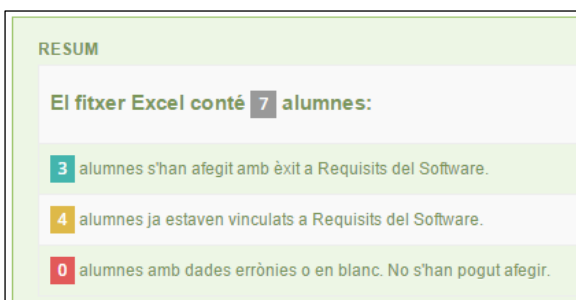 RESUM
El fitxer Excel conté 7 alumnes:
3 alumnes s'han afegit amb èxit a Requisits del Software.
4 alumnes ja estaven vinculats a Requisits del Software.
0 alumnes amb dades errònies o en blanc. No s'han pogut afegir.